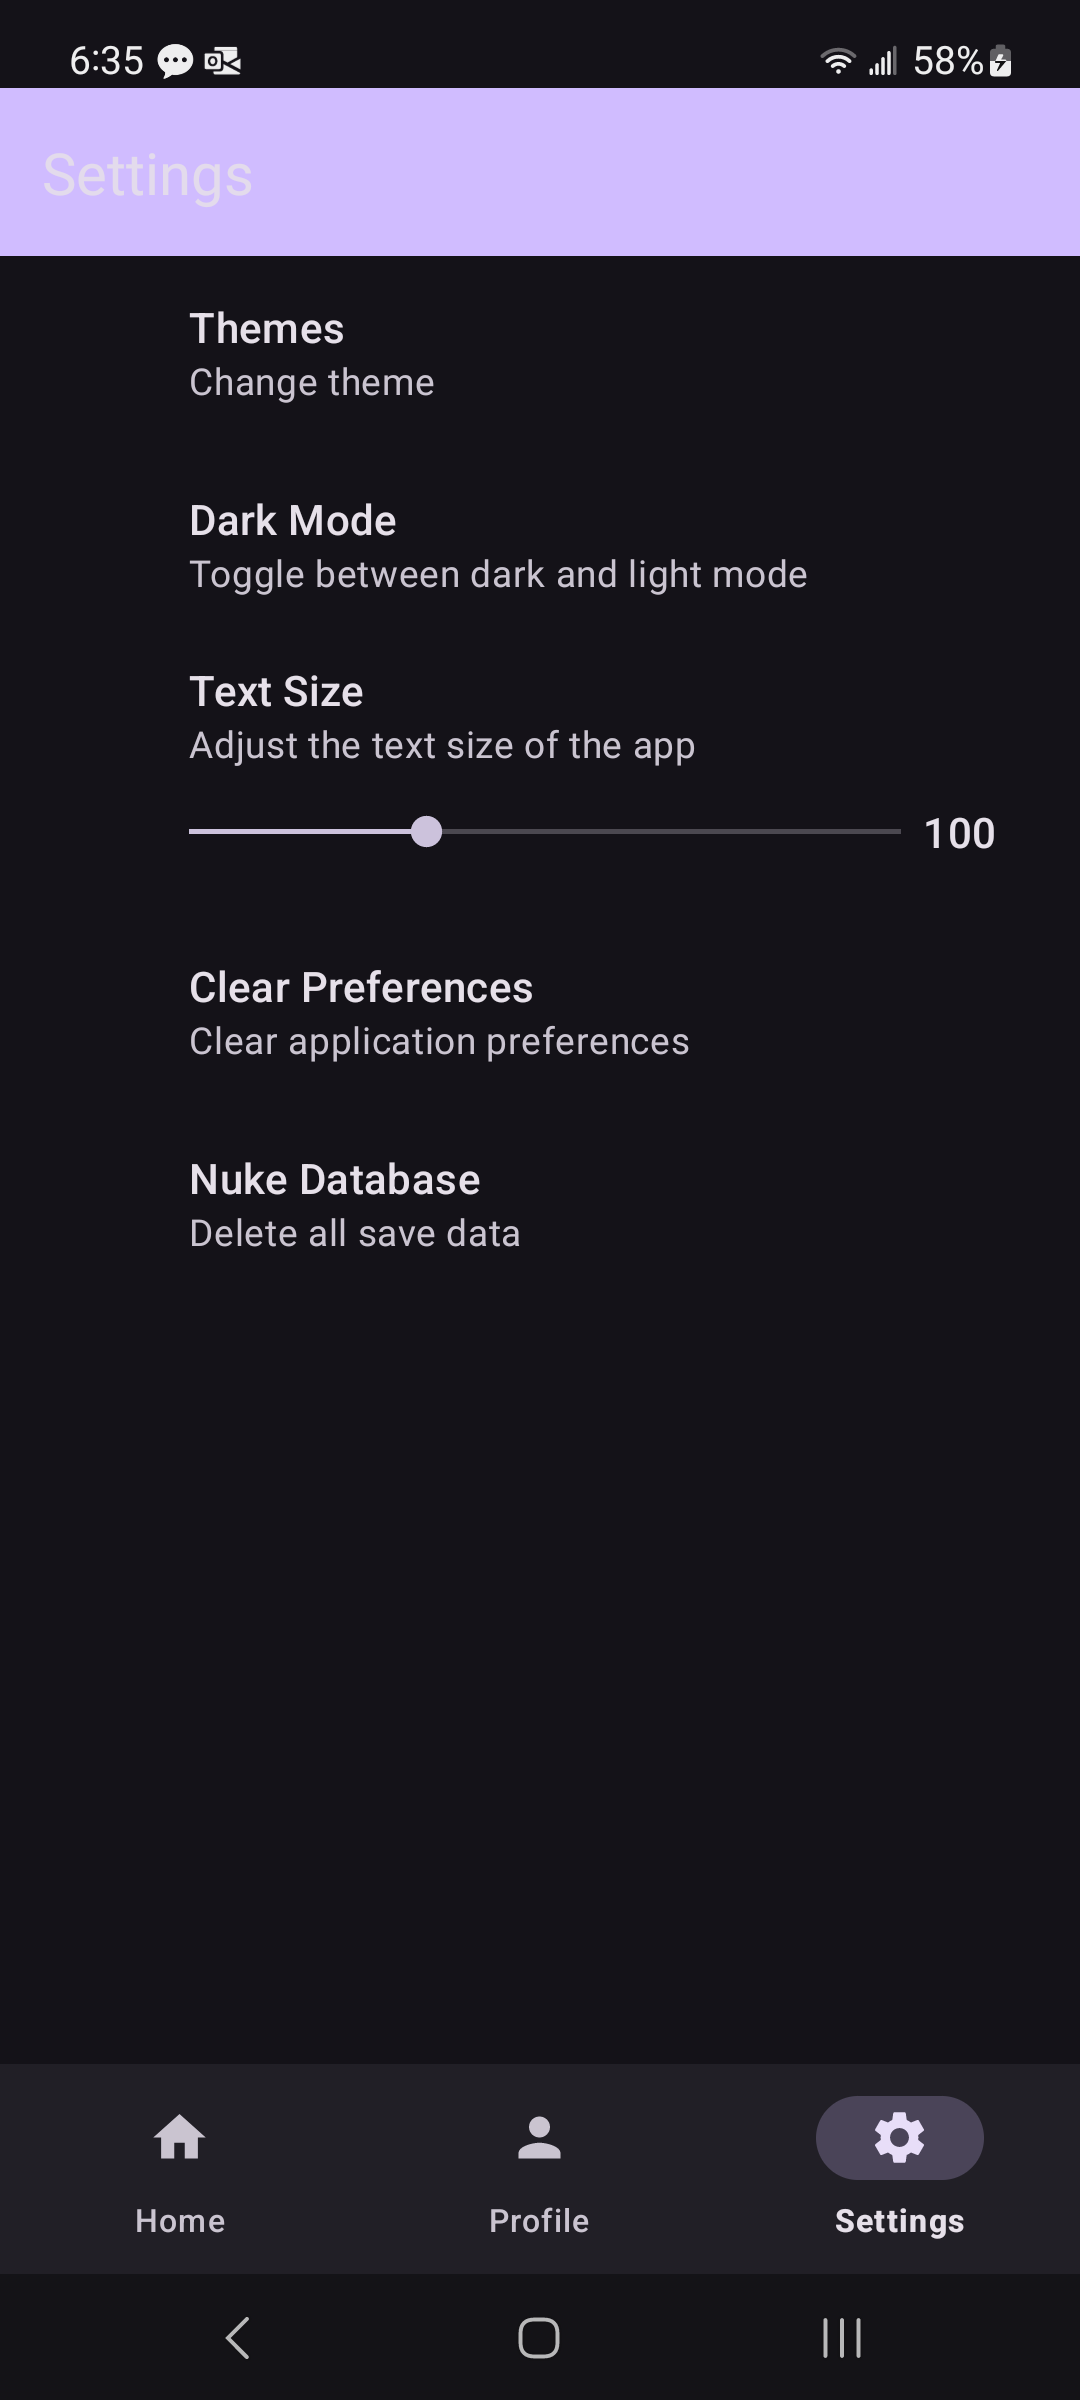 6:35
58%
Settings
Themes
Change theme
Dark Mode
Toggle between dark and light mode
Text Size
Adjust the text size of the app
100
Clear Preferences
Clear application preferences
Nuke Database
Delete all save data
Home
Profile
Settings